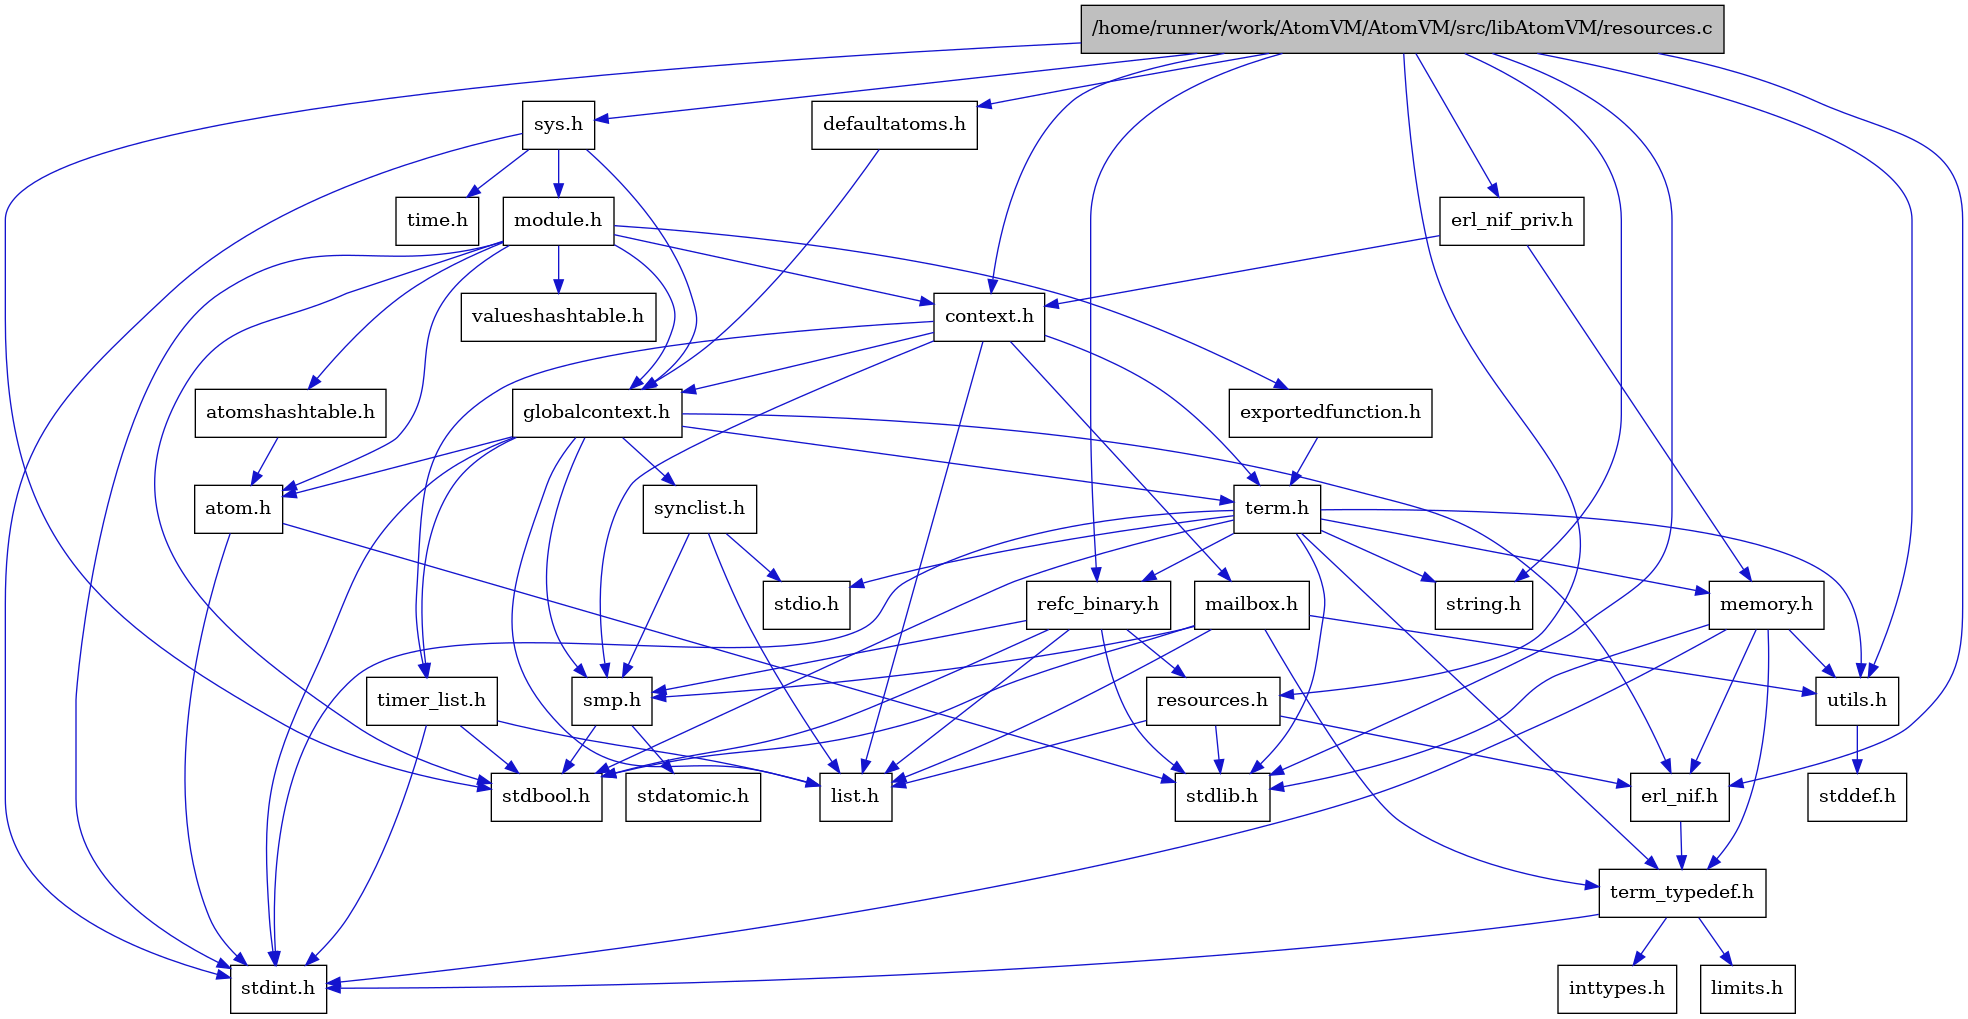 /home/runner/work/AtomVM/AtomVM/src/libAtomVM/resources.c
sys.h
defaultatoms.h
time.h
module.h
erl_nif_priv.h
valueshashtable.h
context.h
atomshashtable.h
globalcontext.h
exportedfunction.h
atom.h
synclist.h
term.h
stdio.h
refc_binary.h
mailbox.h
string.h
memory.h
timer_list.h
smp.h
resources.h
utils.h
stdbool.h
stdatomic.h
list.h
stdlib.h
erl_nif.h
stddef.h
term_typedef.h
stdint.h
inttypes.h
limits.h